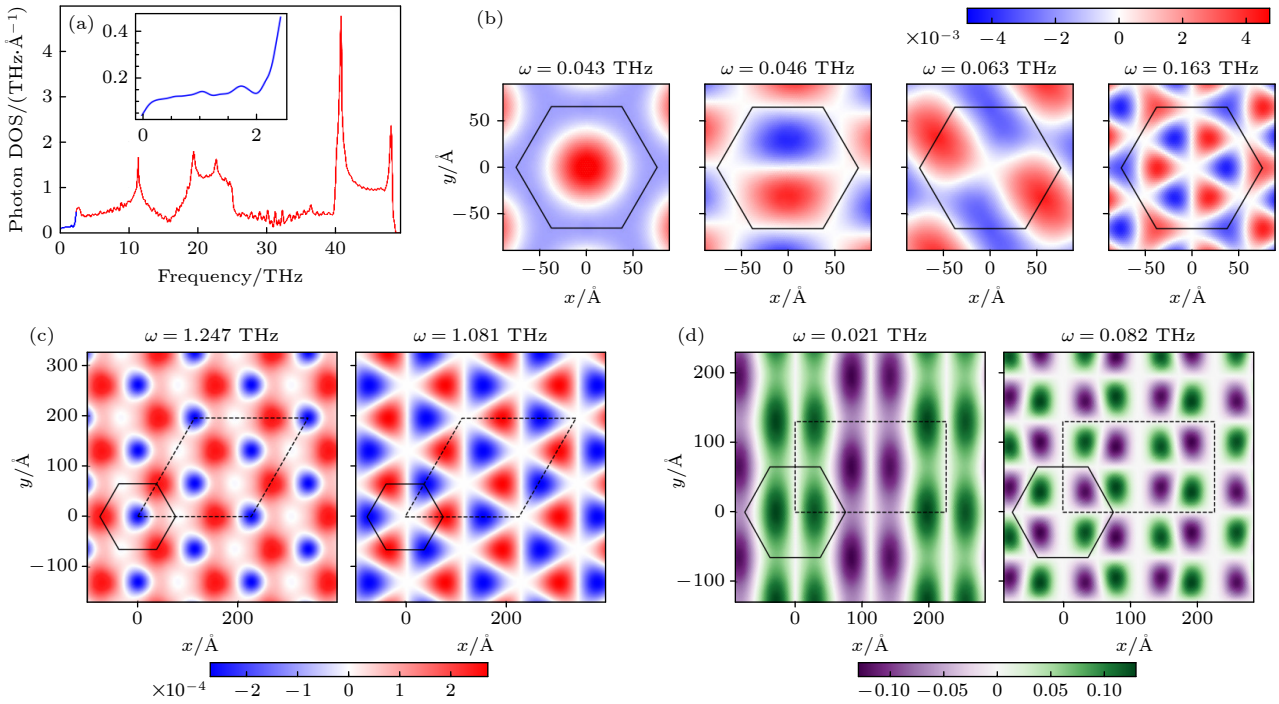 (a)
Photon DOS/(THz·Å⁻¹)
5
4
3
2
1
0
0.4
0.2
0 1 2
0 10 20 30 40
Frequency/THz
(b)
×10⁻³ −4 −2 0 2 4
ω = 0.043 THz ω = 0.046 THz ω = 0.063 THz ω = 0.163 THz
y/Å
50
0
−50
−50 0 50 −50 0 50 −50 0 50 −50 0 50
x/Å x/Å x/Å x/Å
(c)
ω = 1.247 THz ω = 1.081 THz
y/Å
300
200
100
0
−100
0 200 0 200
x/Å x/Å
×10⁻⁴ −2 −1 0 1 2
(d)
ω = 0.021 THz ω = 0.082 THz
y/Å
200
100
0
−100
0 100 200 0 100 200
x/Å x/Å
−0.10 −0.05 0 0.05 0.10